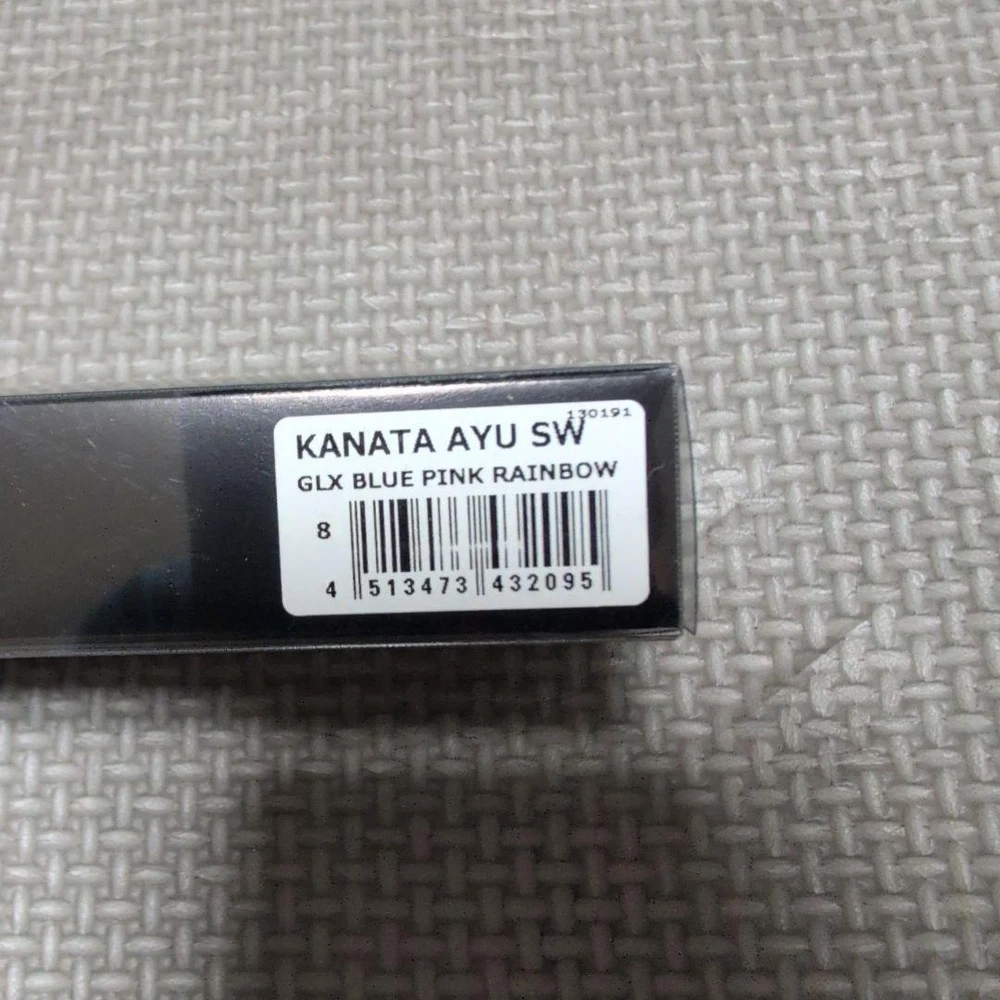 130191
KANATA AYU SW
GLX BLUE PINK RAINBOW
8
4 513473 432095